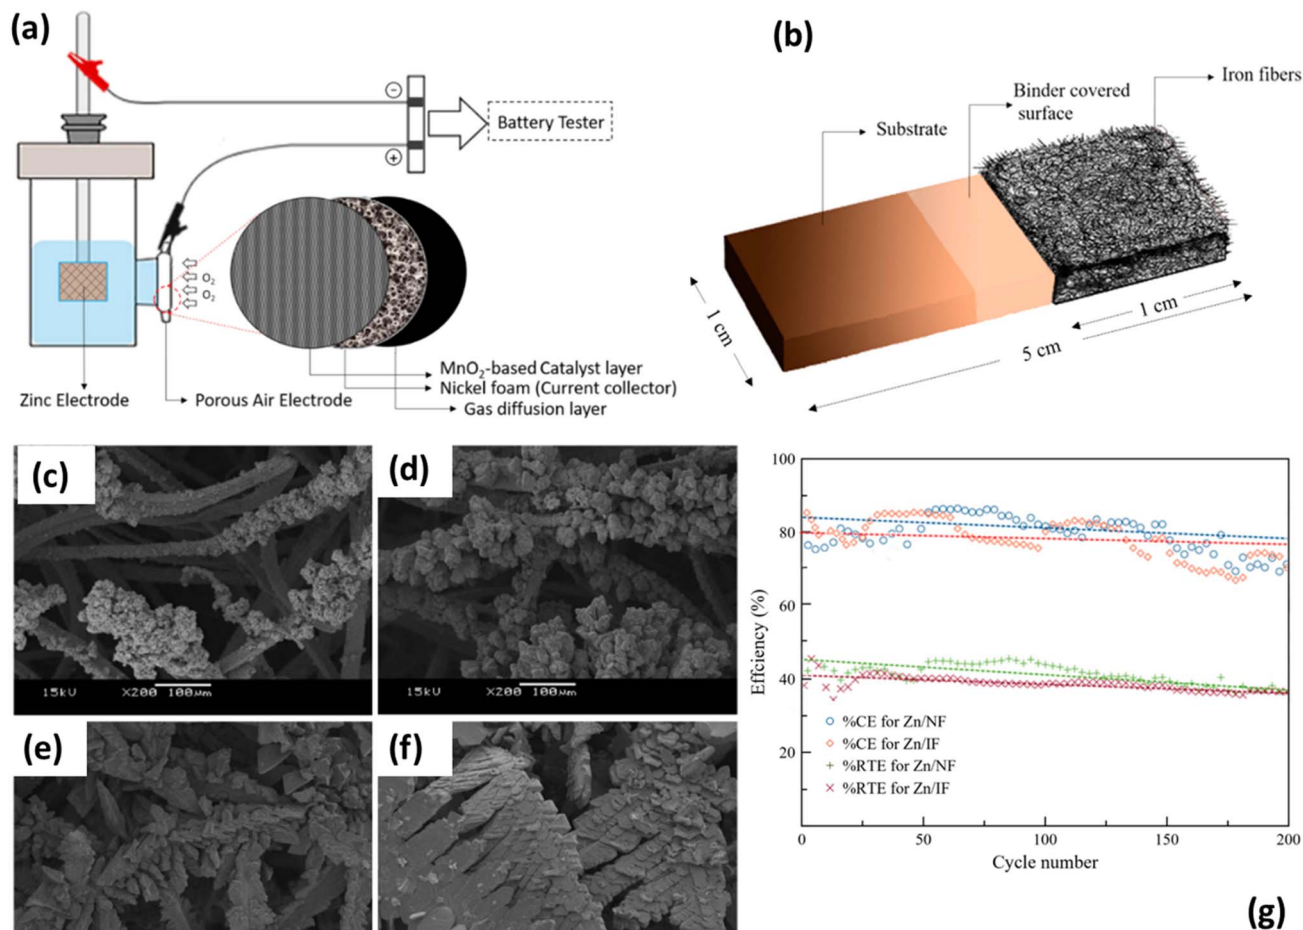 (a)
⊖
Battery Tester
⊕
O2
O2
MnO2-based Catalyst layer
Nickel foam (Current collector)
Gas diffusion layer
Zinc Electrode
Porous Air Electrode
(b)
Iron fibers
Binder covered
surface
Substrate
1 cm
1 cm
5 cm
(c)
15kU X200 100μm
(d)
15kU X200 100μm
(e)
(f)
100
80
60
40
20
Effciency (%)
%CE for Zn/NF
%CE for Zn/IF
%RTE for Zn/NF
%RTE for Zn/IF
0 50 100 150 200
Cycle number
(g)